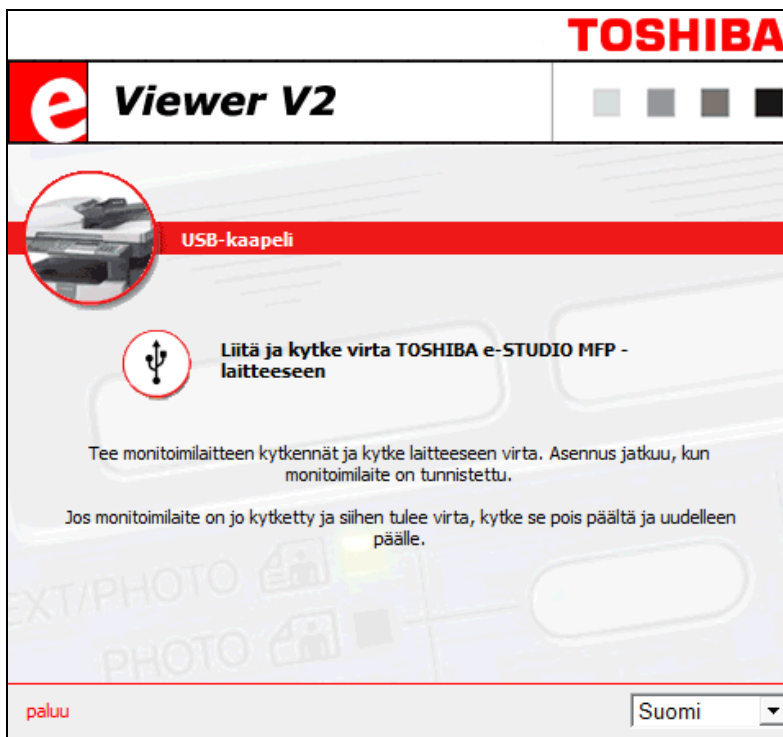 TOSHIBA
e Viewer V2
USB-kaapeli
Liitä ja kytke virta TOSHIBA e-STUDIO MFP -
laitteeseen
Tee monitoimilaitteen kytkennät ja kytke laitteeseen virta. Asennus jatkuu, kun
monitoimilaite on tunnistettu.
Jos monitoimilaite on jo kytketty ja siihen tulee virta, kytke se pois päältä ja uudelleen
päälle.
EXT/PHOTO
PHOTO
paluu
Suomi